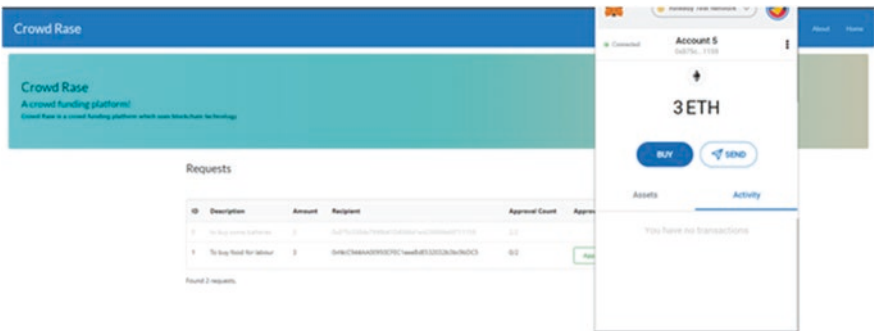 Crowd Rase
About Home
Crowd Rase
A crowd funding platform!
Crowd Rase is a crowd funding platform which uses blockchain technology
Requests
ID Description Amount Recipient Approval Count
To buy food for labour 3 0/2
Found 2 requests.
Test Network
Connected
Account 5
3 ETH
BUY SEND
Assets Activity
You have no transactions